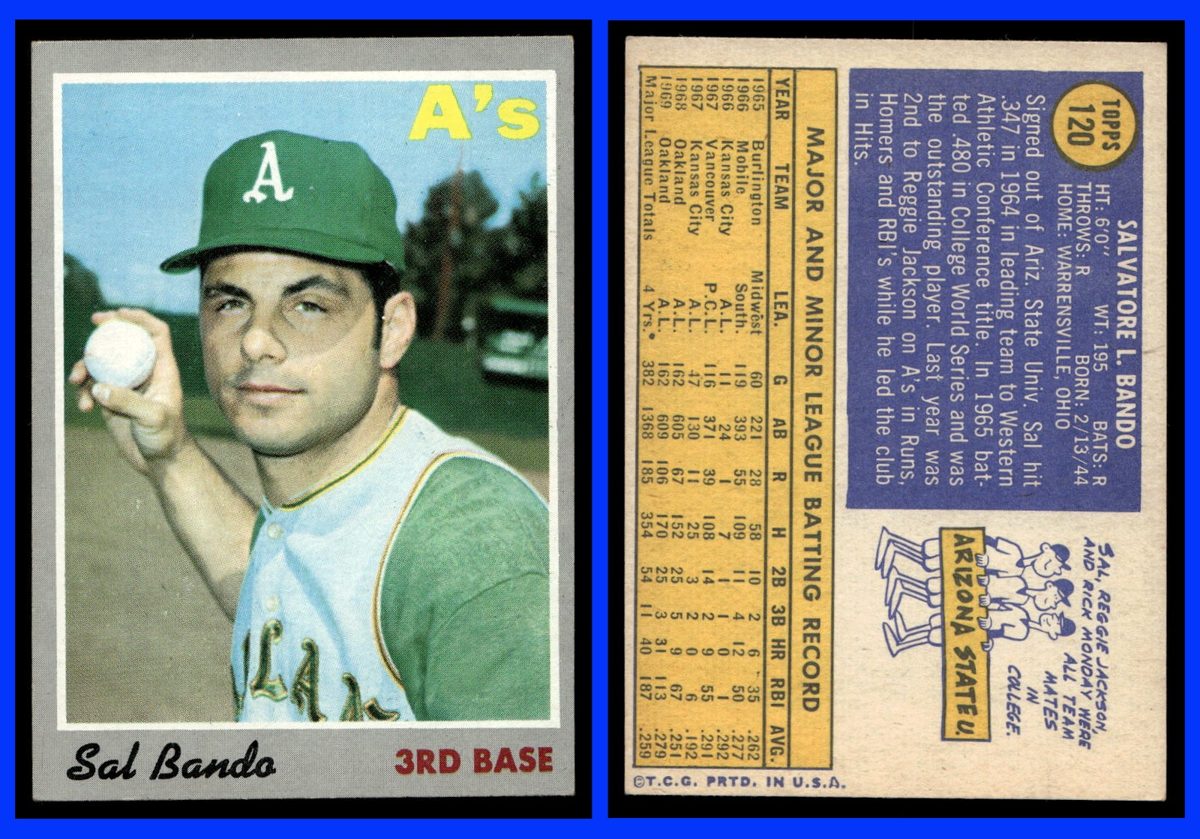 A's
A
Sal Bando
3RD BASE
TOPPS
120
SALVATORE L. BANDO
HT: 6'0" WT: 195 BATS: R
THROWS: R BORN: 2/13/44
HOME: WARRENSVILLE, OHIO
Signed out of Ariz. State Univ. Sal hit
.347 in 1964 in leading team to Western
Athletic Conference title. In 1965 bat-
ted .480 in College World Series and was
the outstanding player. Last year was
2nd to Reggie Jackson on A's in Runs,
Homers and RBI's while he led the club
in Hits.
SAL, REGGIE JACKSON,
AND RICK MONDAY WERE
ALL TEAM
MATES
IN
COLLEGE.
ARIZONA STATE U.
MAJOR AND MINOR LEAGUE BATTING RECORD
YEAR TEAM LEA. G AB R H 2B 3B HR RBI AVG.
1965 Burlington Midwest 60 221 28 58 10 2 6 35 .262
1966 Mobile South. 119 393 55 109 11 4 12 50 .277
1966 Kansas City A.L. 11 24 1 7 1 1 0 1 .292
1967 Vancouver P.C.L. 116 371 39 108 14 2 9 55 .291
1967 Kansas City A.L. 47 130 11 25 3 2 0 6 .192
1968 Oakland A.L. 162 605 67 152 25 5 9 67 .251
1969 Oakland A.L. 162 609 106 170 25 3 31 113 .279
Major League Totals 4 Yrs.* 382 1368 185 354 54 11 40 187 .259
©T.C.G. PRTD. IN U.S.A.